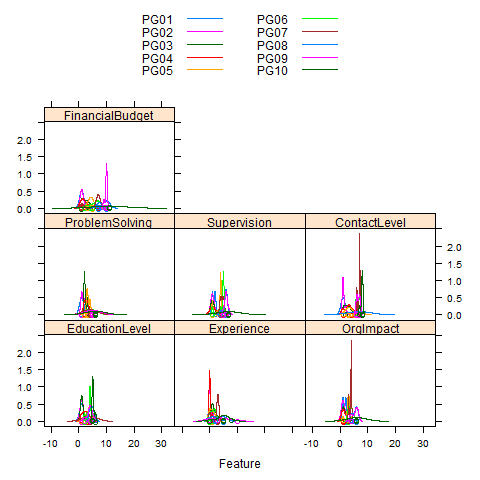 PG01 PG06
PG02 PG07
PG03 PG08
PG04 PG09
PG05 PG10
FinancialBudget
2.0
1.5
1.0
0.5
0.0
ProblemSolving Supervision ContactLevel
2.0
1.5
1.0
0.5
0.0
EducationLevel Experience OrgImpact
2.0
1.5
1.0
0.5
0.0
-10 0 10 20 30 -10 0 10 20 30
Feature